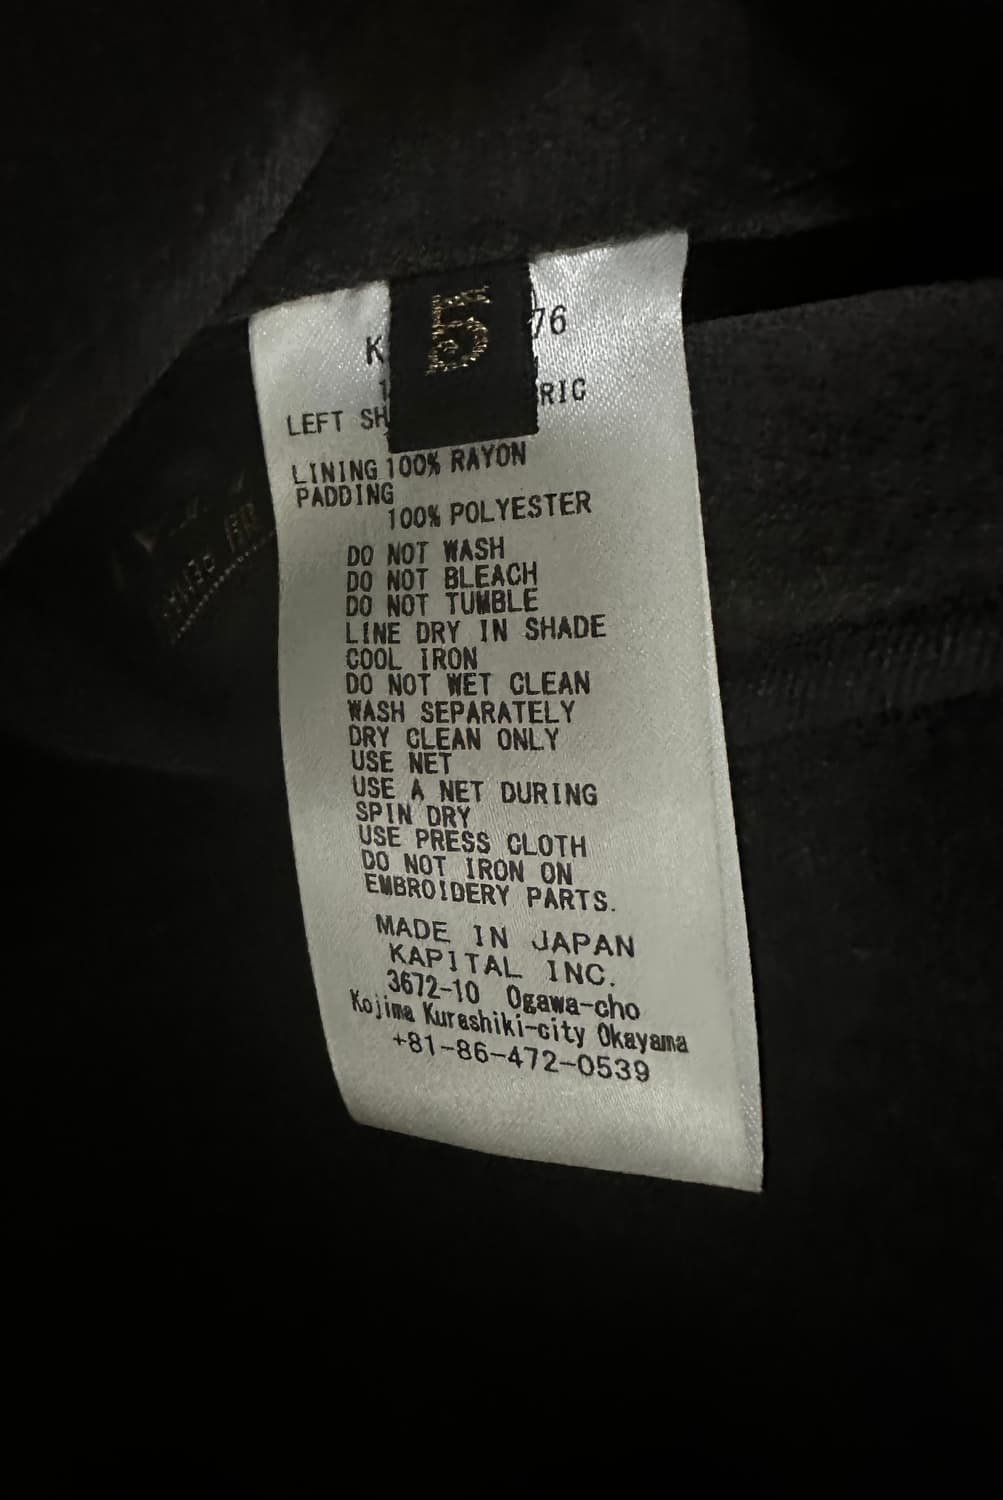 5
76
K
RIC
LEFT SH
LINING 100% RAYON
PADDING
100% POLYESTER
DO NOT WASH
DO NOT BLEACH
DO NOT TUMBLE
LINE DRY IN SHADE
COOL IRON
DO NOT WET CLEAN
WASH SEPARATELY
DRY CLEAN ONLY
USE NET
USE A NET DURING
SPIN DRY
USE PRESS CLOTH
DO NOT IRON ON
EMBROIDERY PARTS.
MADE IN JAPAN
KAPITAL INC.
3672-10 Ogawa-cho
Kojima Kurashiki-city Okayama
+81-86-472-0539